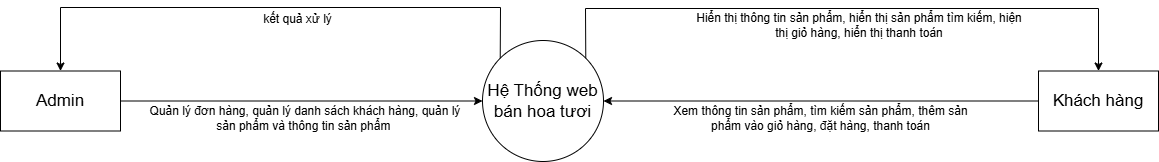 kết quả xử lý
Hiển thị thông tin sản phẩm, hiển thị sản phẩm tìm kiếm, hiện
thị giỏ hàng, hiển thị thanh toán
Admin
Quản lý đơn hàng, quản lý danh sách khách hàng, quản lý
sản phẩm và thông tin sản phẩm
Hệ Thống web
bán hoa tươi
Xem thông tin sản phẩm, tìm kiếm sản phẩm, thêm sản
phẩm vào giỏ hàng, đặt hàng, thanh toán
Khách hàng